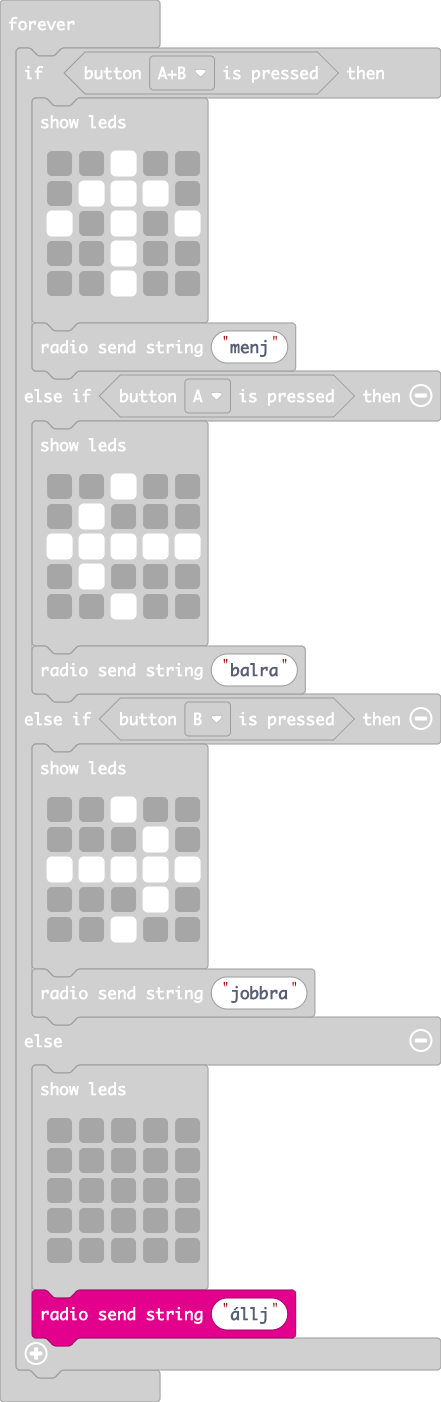 forever
if button A+B is pressed then
show leds
radio send string "menj"
else if button A is pressed then
show leds
radio send string "balra"
else if button B is pressed then
show leds
radio send string "jobbra"
else
show leds
radio send string "állj"